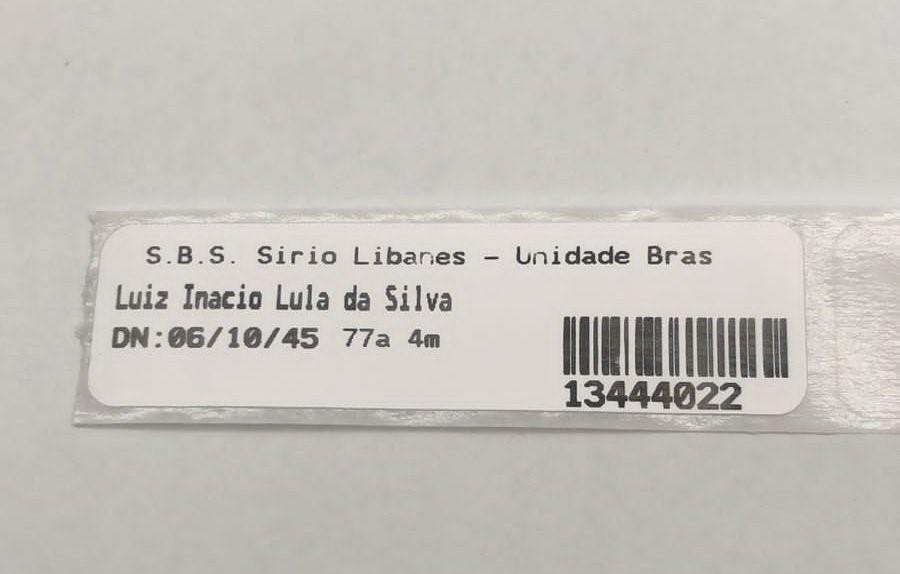 S.B.S. Sirio Libanes - Unidade Bras
Luiz Inacio Lula da Silva
DN:06/10/45 77a 4m
13444022